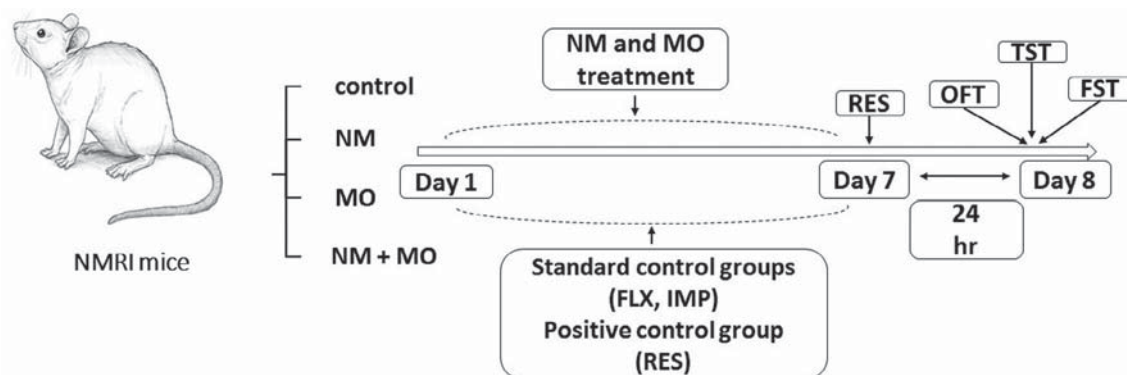 NMRI mice
control
NM
MO
NM + MO
NM and MO
treatment
RES
OFT
TST
FST
Day 1
Day 7
Day 8
24
hr
Standard control groups
(FLX, IMP)
Positive control group
(RES)